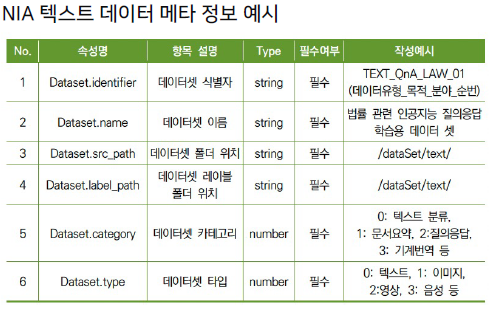 NIA 텍스트 데이터 메타 정보 예시
No. 속성명 항목 설명 Type 필수여부 작성예시
1 Dataset.identifier 데이터셋 식별자 string 필수 TEXT_QnA_LAW_01
(데이터유형_목적_분야_순번)
2 Dataset.name 데이터셋 이름 string 필수 법률 관련 인공지능 질의응답
학습용 데이터 셋
3 Dataset.src_path 데이터셋 폴더 위치 string 필수 /dataSet/text/
4 Dataset.label_path 데이터셋 레이블
폴더 위치 string 필수 /dataSet/text/
5 Dataset.category 데이터셋 카테고리 number 필수 0: 텍스트 분류,
1: 문서요약, 2:질의응답,
3: 기계번역 등
6 Dataset.type 데이터셋 타입 number 필수 0: 텍스트, 1: 이미지,
2:영상, 3: 음성 등